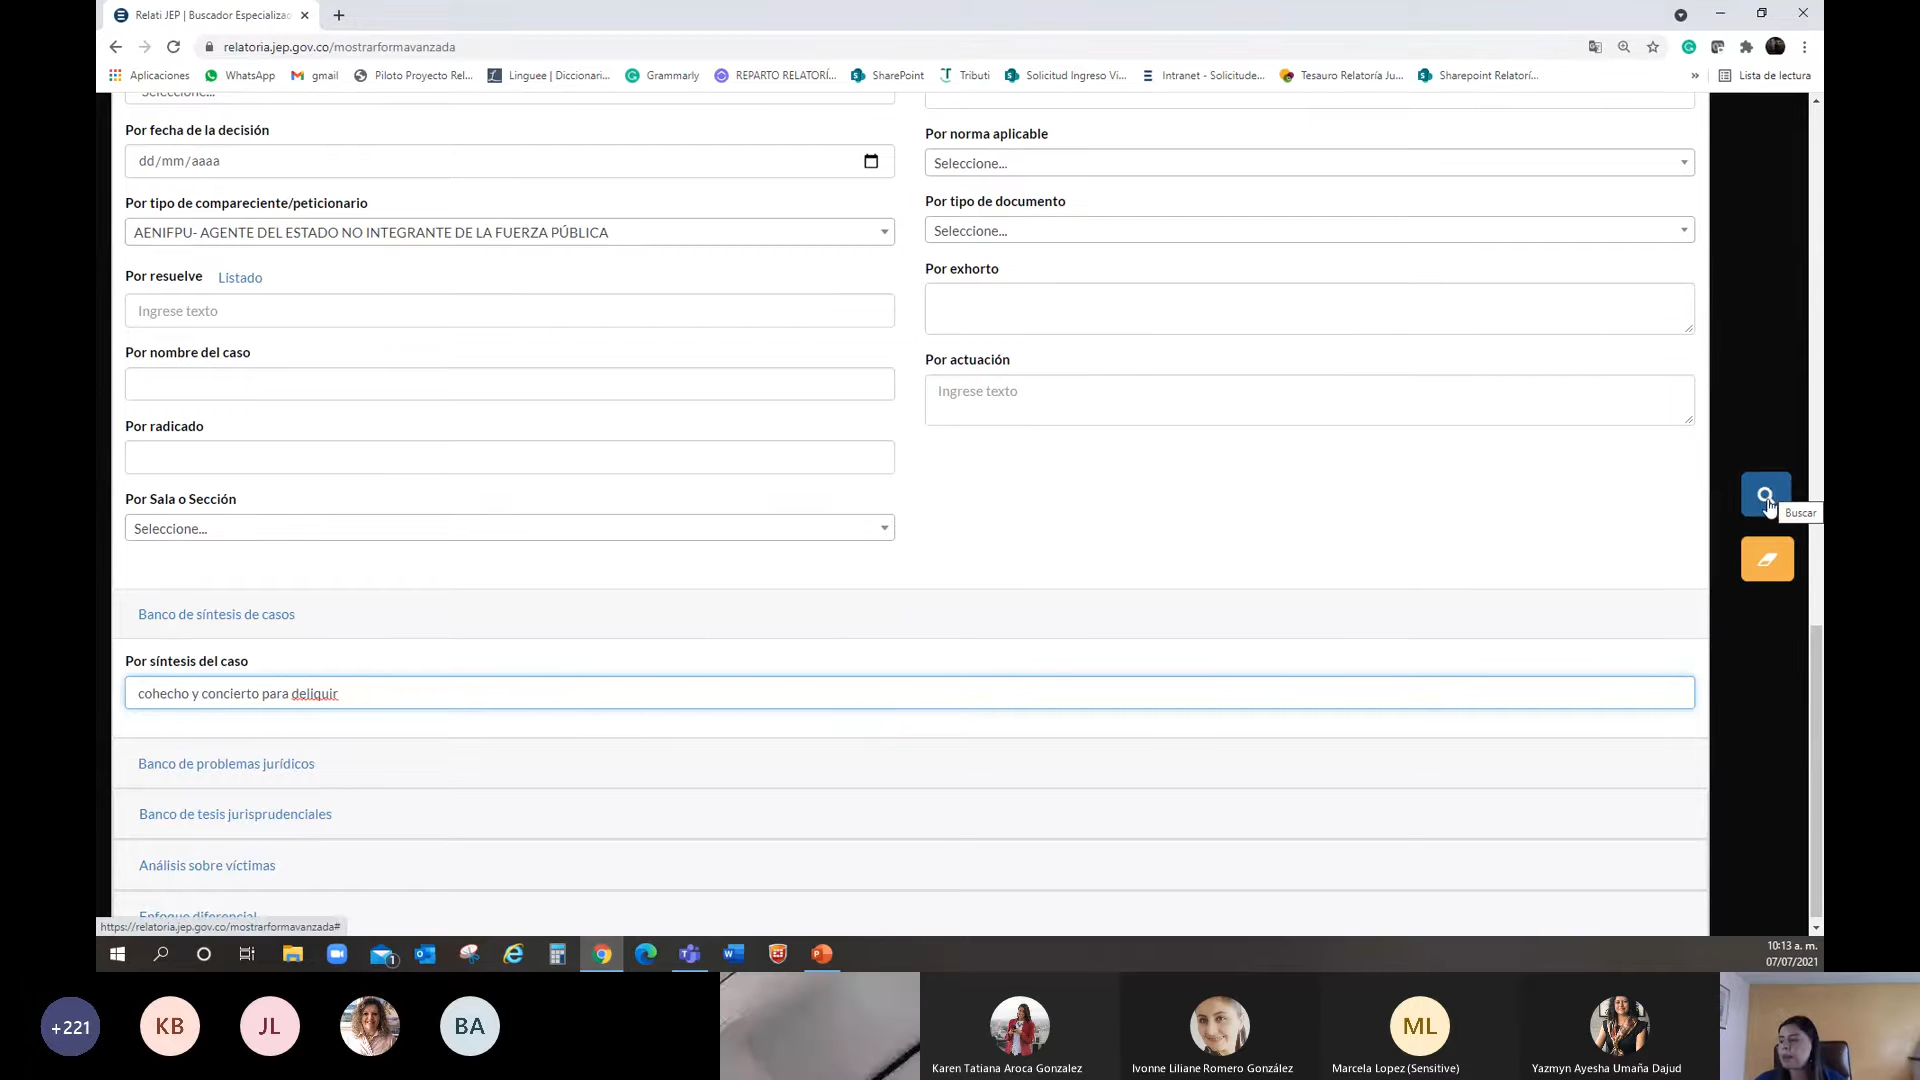 Relati JEP | Buscador Especializad
relatoria.jep.gov.co/mostrarformavanzada
Aplicaciones WhatsApp gmail Piloto Proyecto Rel... Linguee | Diccionari... Grammarly REPARTO RELATORÍ... SharePoint Tributi Solicitud Ingreso Vi... Intranet - Solicitude... Tesauro Relatoría Ju... Sharepoint Relatorí... » Lista de lectura
Seleccione...
Por fecha de la decisión
dd/mm/aaaa
Por norma aplicable
Seleccione...
Por tipo de compareciente/peticionario
AENIFPU- AGENTE DEL ESTADO NO INTEGRANTE DE LA FUERZA PÚBLICA
Por tipo de documento
Seleccione...
Por resuelve Listado
Ingrese texto
Por exhorto
Por nombre del caso
Por actuación
Ingrese texto
Por radicado
Por Sala o Sección
Seleccione...
Buscar
Banco de síntesis de casos
Por síntesis del caso
cohecho y concierto para deliquir
Banco de problemas jurídicos
Banco de tesis jurisprudenciales
Análisis sobre víctimas
Enfoque diferencial
https://relatoria.jep.gov.co/mostrarformavanzada#
1
10:13 a. m.
07/07/2021
+221 KB JL BA ML
Karen Tatiana Aroca Gonzalez Ivonne Liliane Romero González Marcela Lopez (Sensitive) Yazmyn Ayesha Umaña Dajud